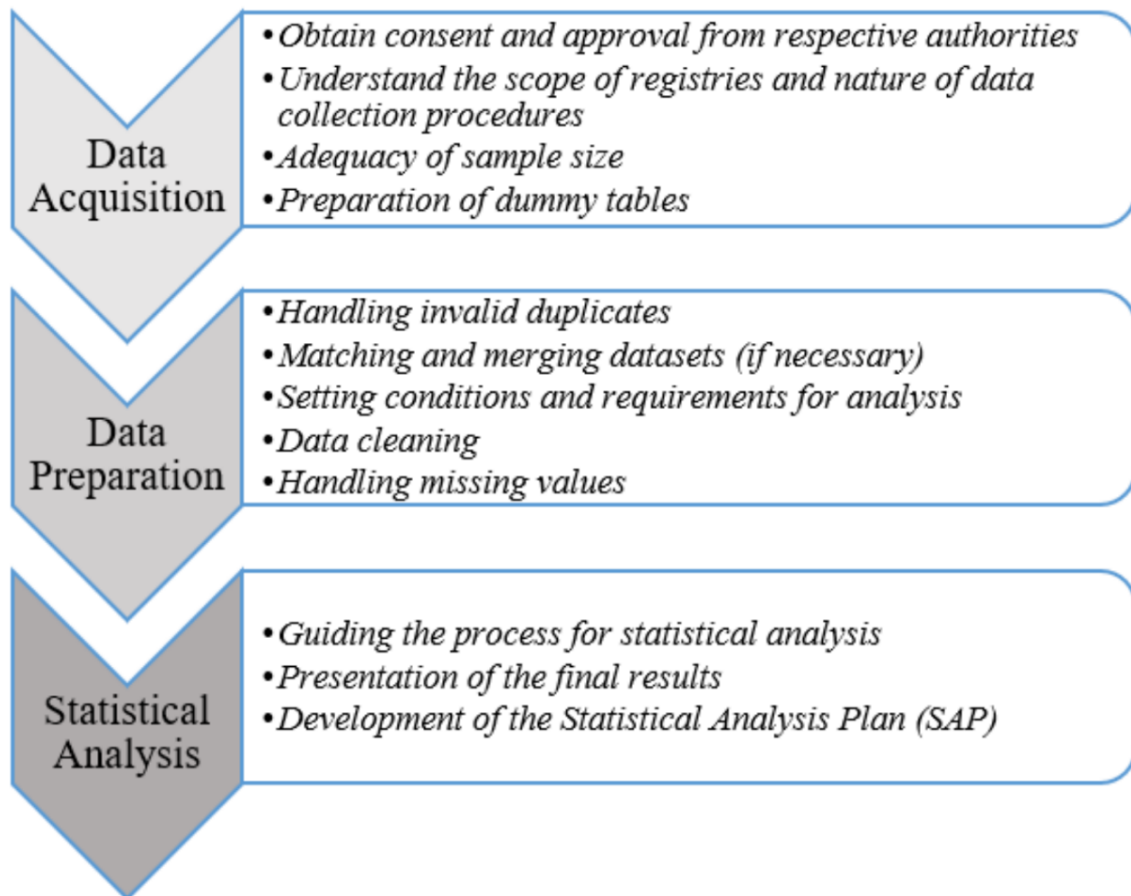 Data
Acquisition
•Obtain consent and approval from respective authorities
•Understand the scope of registries and nature of data
collection procedures
•Adequacy of sample size
•Preparation of dummy tables
Data
Preparation
•Handling invalid duplicates
•Matching and merging datasets (if necessary)
•Setting conditions and requirements for analysis
•Data cleaning
•Handling missing values
Statistical
Analysis
•Guiding the process for statistical analysis
•Presentation of the final results
•Development of the Statistical Analysis Plan (SAP)